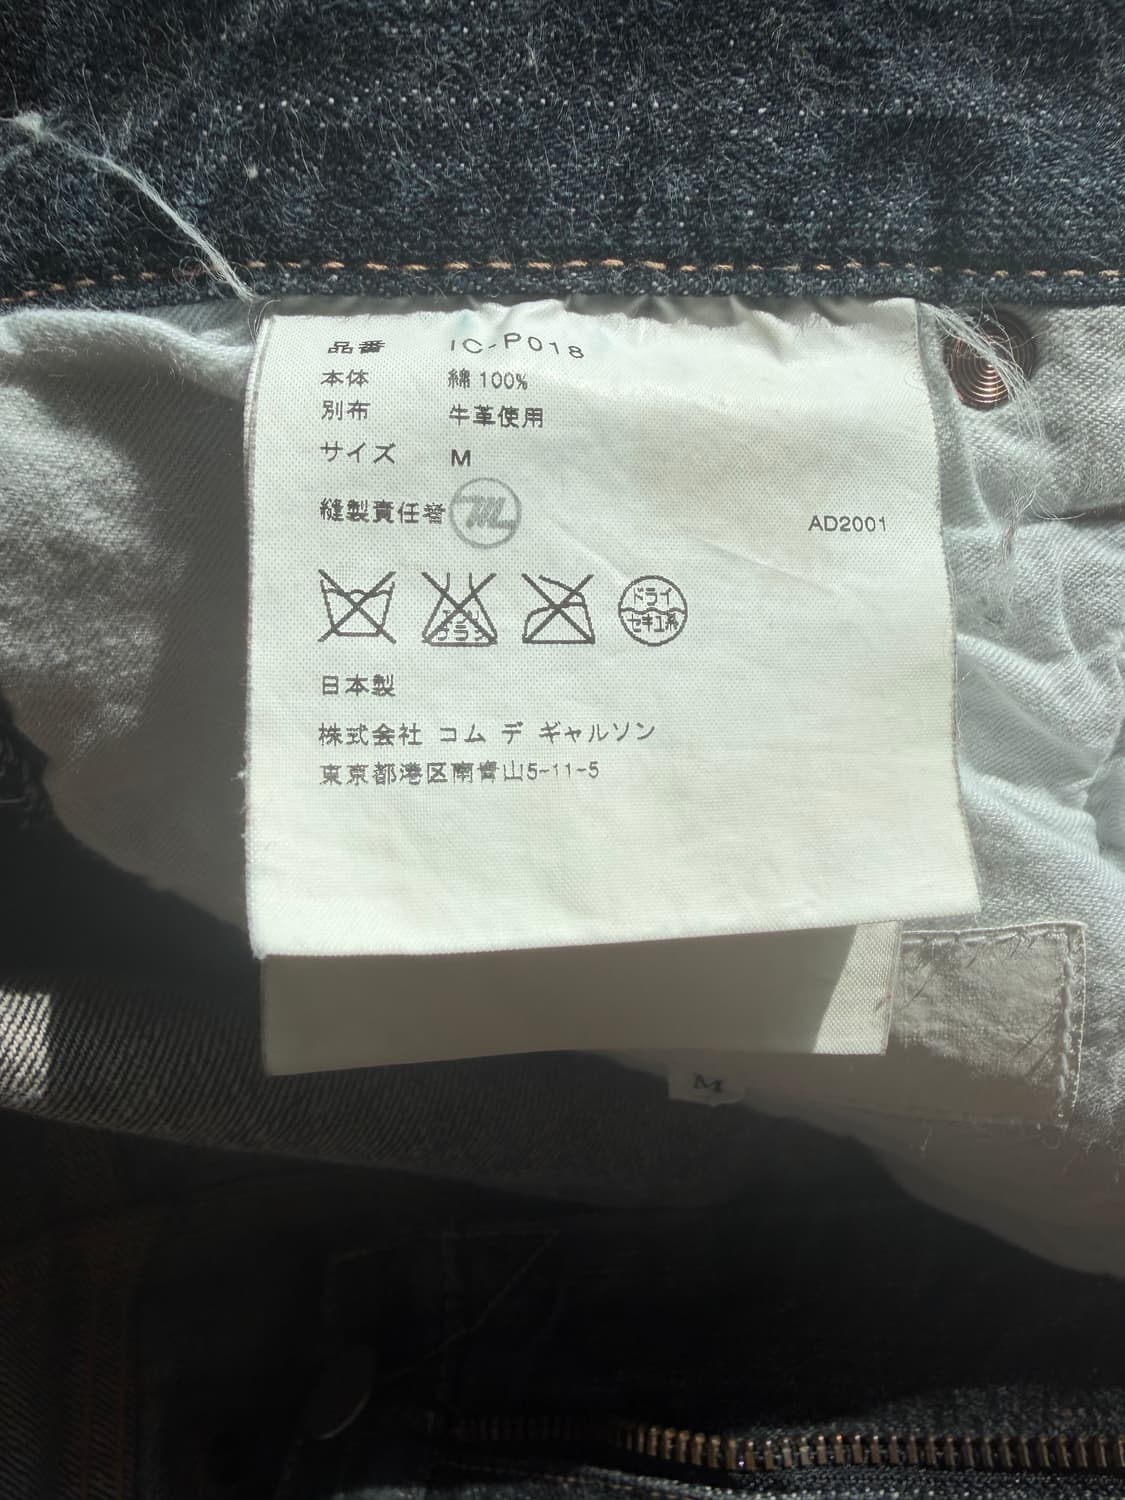 品番 IC-P018
本体 綿 100%
別布 牛革使用
サイズ M
縫製責任者
AD2001
ドライ
セキユ系
日本製
株式会社 コム デ ギャルソン
東京都港区南青山5-11-5
M